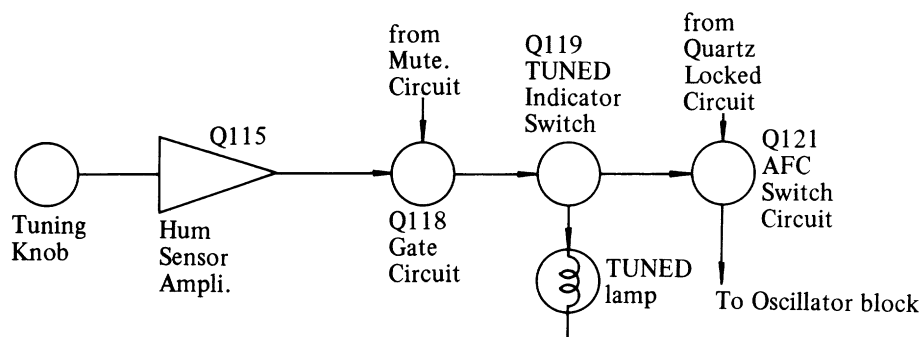 from
Mute.
Circuit
Q119
TUNED
Indicator
Switch
from
Quartz
Locked
Circuit
Q115
Q121
AFC
Switch
Circuit
Tuning
Knob
Hum
Sensor
Ampli.
Q118
Gate
Circuit
TUNED
lamp
To Oscillator block